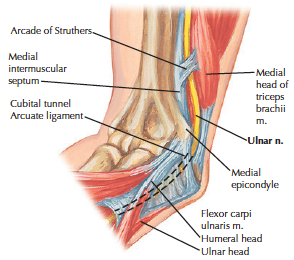 Arcade of Struthers
Medial
intermuscular
septum
Cubital tunnel
Arcuate ligament
Medial
head of
triceps
brachii
m.
Ulnar n.
Medial
epicondyle
Flexor carpi
ulnaris m.
Humeral head
Ulnar head